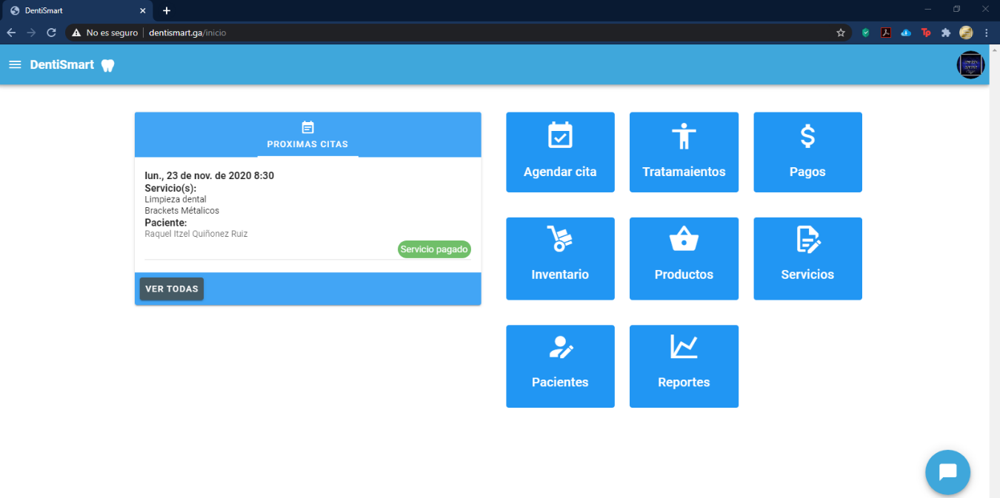 DentiSmart
No es seguro
dentismart.ga/inicio
DentiSmart
PROXIMAS CITAS
lun., 23 de nov. de 2020 8:30
Servicio(s):
Limpieza dental
Brackets Métalicos
Paciente:
Raquel Itzel Quiñonez Ruiz
Servicio pagado
VER TODAS
Agendar cita
Tratamaientos
Pagos
Inventario
Productos
Servicios
Pacientes
Reportes